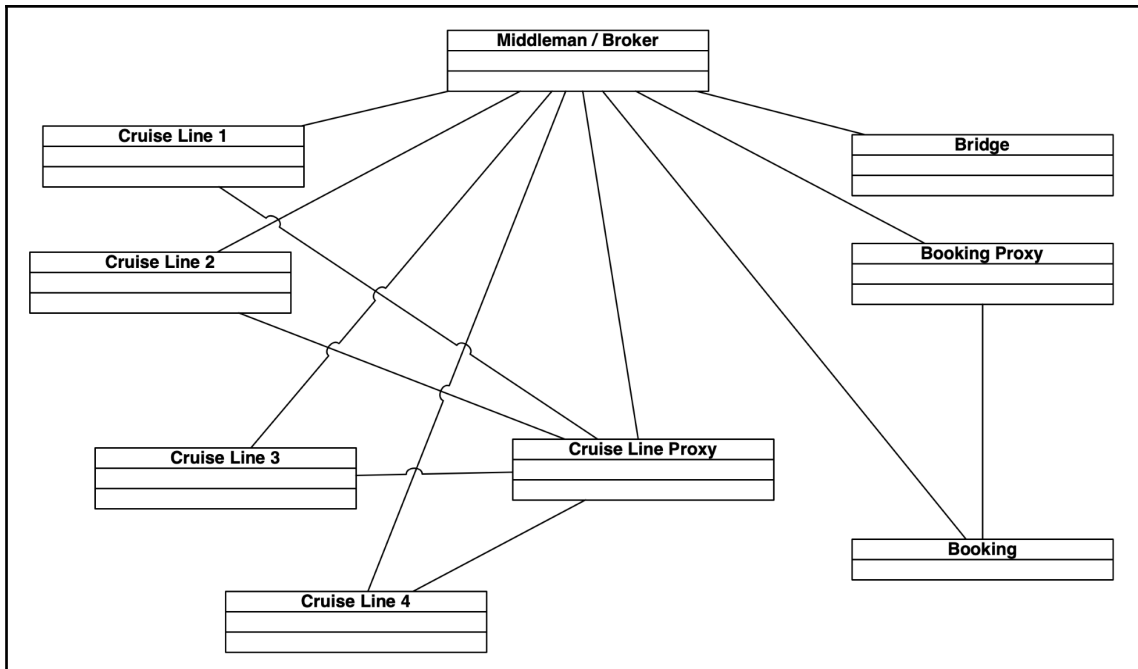 Middleman / Broker
Cruise Line 1
Bridge
Cruise Line 2
Booking Proxy
Cruise Line 3
Cruise Line Proxy
Booking
Cruise Line 4